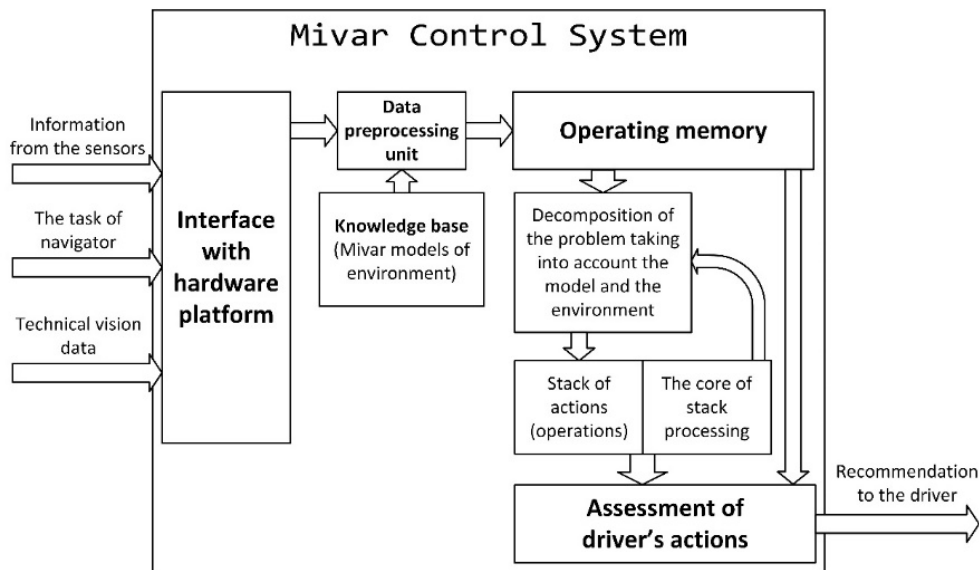 Mivar Control System
Information
from the sensors
The task of
navigator
Technical vision
data
Interface
with
hardware
platform
Data
preprocessing
unit
Knowledge base
(Mivar models of
environment)
Operating memory
Decomposition of
the problem taking
into account the
model and the
environment
Stack of
actions
(operations)
The core of
stack
processing
Assessment of
driver’s actions
Recommendation
to the driver